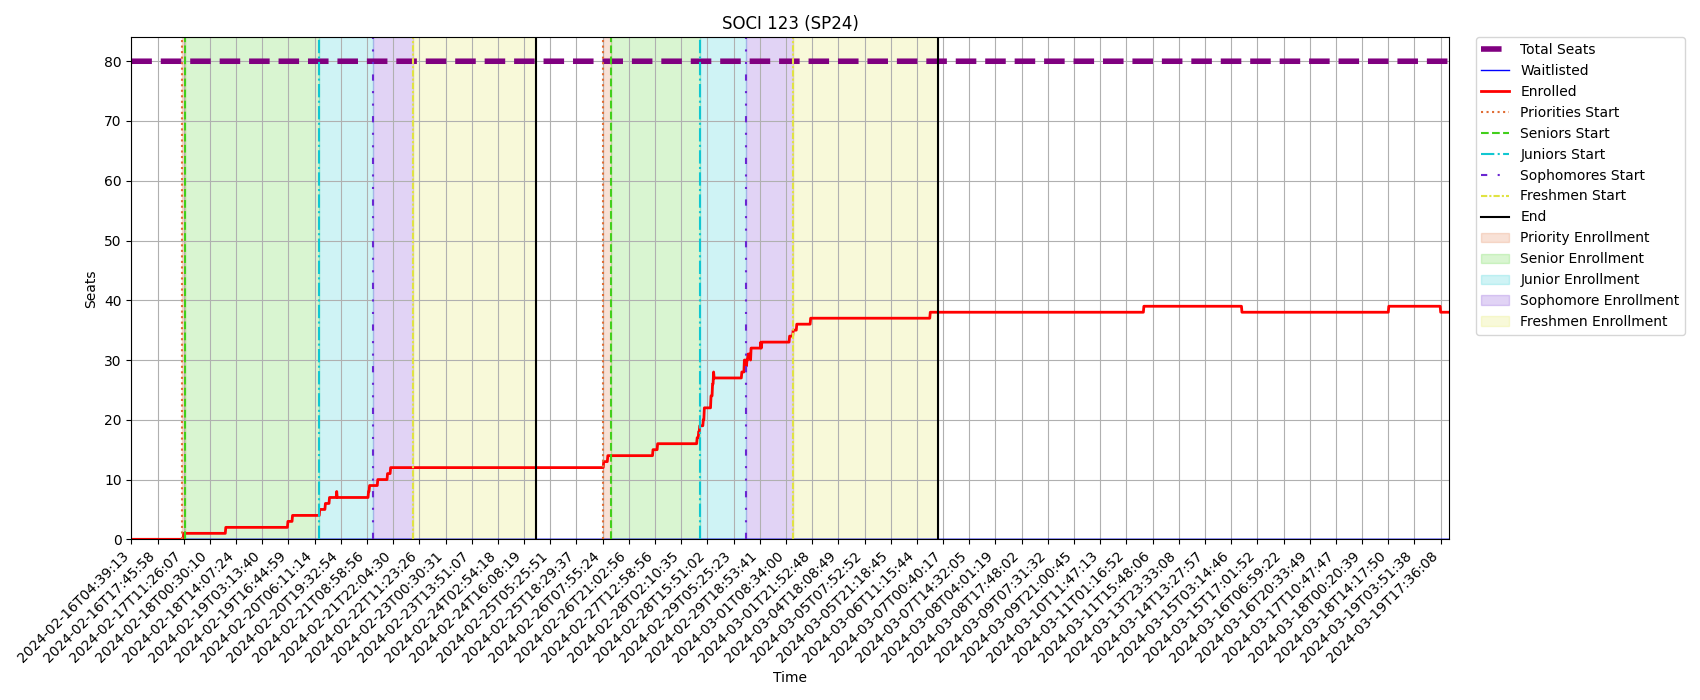 SOCI 123 (SP24)
Seats
80
70
60
50
40
30
20
10
0
2024-02-16T04:39:13
2024-02-16T17:45:58
2024-02-17T11:26:07
2024-02-18T00:30:10
2024-02-18T14:07:24
2024-02-19T03:13:40
2024-02-19T16:44:59
2024-02-20T06:11:14
2024-02-20T19:32:54
2024-02-21T08:58:56
2024-02-21T22:04:30
2024-02-22T11:23:26
2024-02-23T00:30:31
2024-02-23T13:51:07
2024-02-24T02:54:18
2024-02-24T16:08:19
2024-02-25T05:25:51
2024-02-25T18:29:37
2024-02-26T07:55:24
2024-02-26T21:02:56
2024-02-27T12:58:56
2024-02-28T02:10:35
2024-02-28T15:51:02
2024-02-29T05:25:23
2024-02-29T18:53:41
2024-03-01T08:34:00
2024-03-01T21:52:48
2024-03-04T18:08:49
2024-03-05T07:52:52
2024-03-05T21:18:45
2024-03-06T11:15:44
2024-03-07T00:40:17
2024-03-07T14:32:05
2024-03-08T04:01:19
2024-03-08T17:48:02
2024-03-09T07:31:32
2024-03-09T21:00:45
2024-03-10T11:47:13
2024-03-11T01:16:52
2024-03-11T15:48:06
2024-03-13T23:33:08
2024-03-14T13:27:57
2024-03-15T03:14:46
2024-03-15T17:01:52
2024-03-16T06:59:22
2024-03-16T20:33:49
2024-03-17T10:47:47
2024-03-18T00:20:39
2024-03-18T14:17:50
2024-03-19T03:51:38
2024-03-19T17:36:08
Time
Total Seats
Waitlisted
Enrolled
Priorities Start
Seniors Start
Juniors Start
Sophomores Start
Freshmen Start
End
Priority Enrollment
Senior Enrollment
Junior Enrollment
Sophomore Enrollment
Freshmen Enrollment